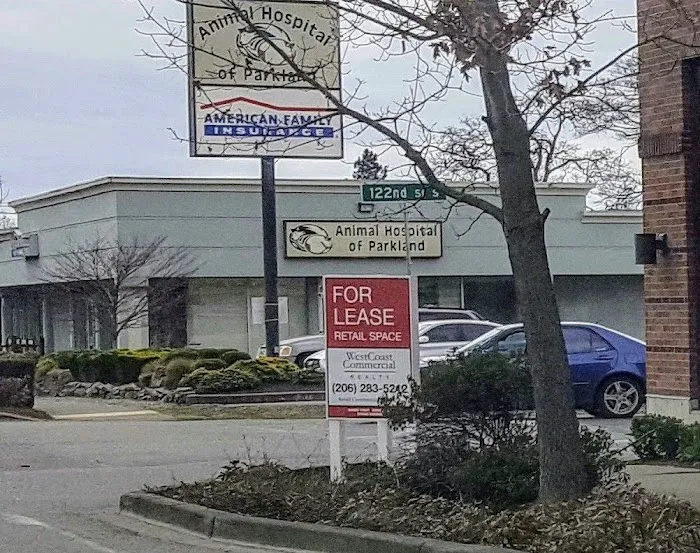 Animal Hospital
of Parkland
AMERICAN FAMILY
INSURANCE
122nd St S
Animal Hospital
of Parkland
FOR
LEASE
RETAIL SPACE
WestCoast
Commercial
REALTY
(206) 283-5212